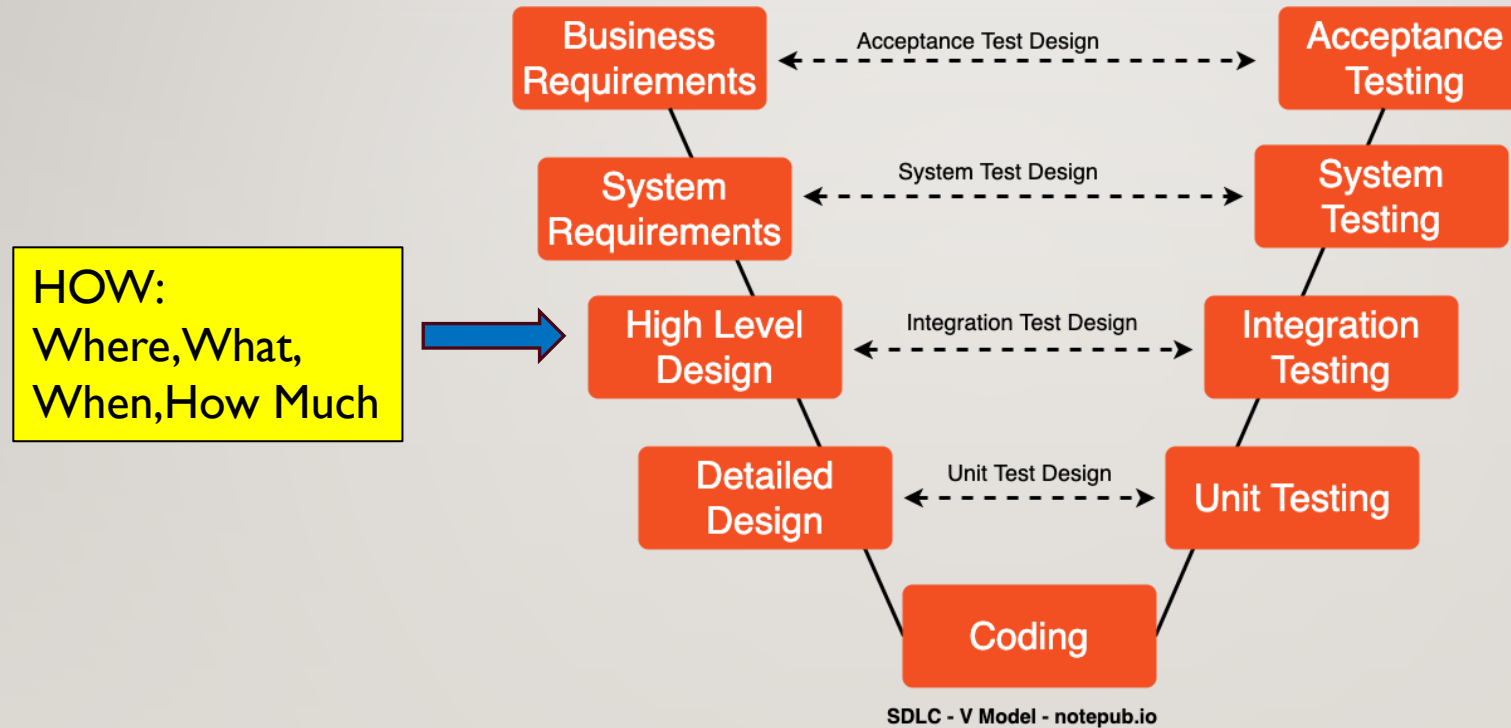 Business
Requirements
Acceptance Test Design
Acceptance
Testing
System
Requirements
System Test Design
System
Testing
HOW:
Where,What,
When,How Much
High Level
Design
Integration Test Design
Integration
Testing
Detailed
Design
Unit Test Design
Unit Testing
Coding
SDLC - V Model - notepub.io